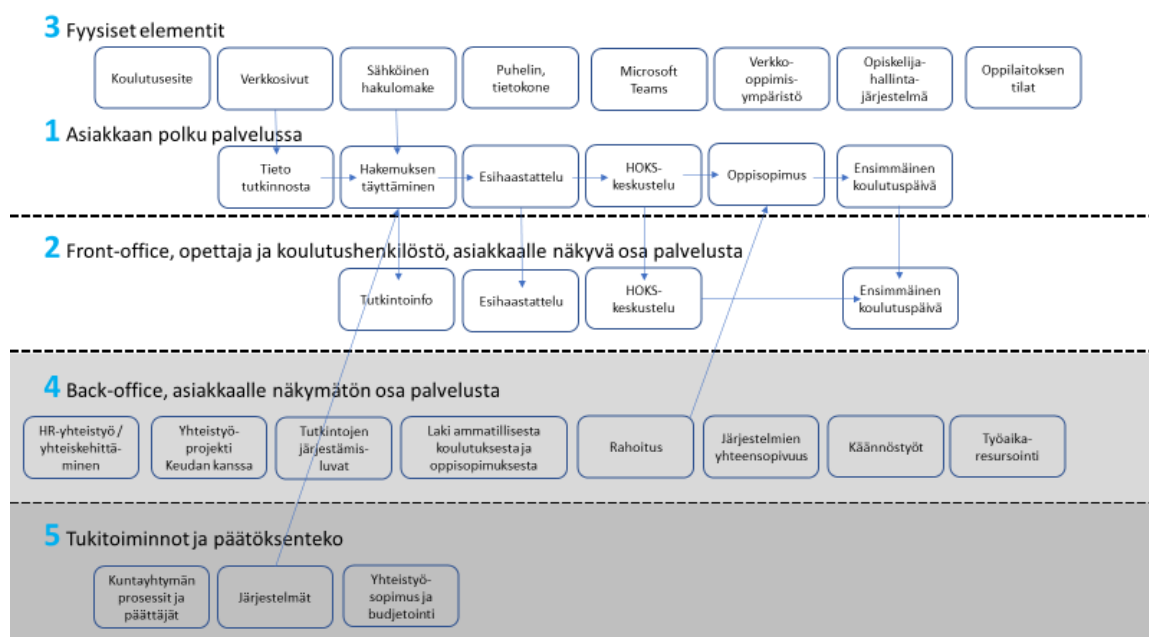 3 Fyysiset elementit
Koulutusesite
Verkkosivut
Sähköinen
hakulomake
Puhelin,
tietokone
Microsoft
Teams
Verkko-
oppimis-
ympäristö
Opiskelija-
hallinta-
järjestelmä
Oppilaitoksen
tilat
1 Asiakkaan polku palvelussa
Tieto
tutkinnosta
Hakemuksen
täyttäminen
Esihaastattelu
HOKS-
keskustelu
Oppisopimus
Ensimmäinen
koulutuspäivä
2 Front-office, opettaja ja koulutushenkilöstö, asiakkaalle näkyvä osa palvelusta
Tutkintoinfo
Esihaastattelu
HOKS-
keskustelu
Ensimmäinen
koulutuspäivä
4 Back-office, asiakkaalle näkymätön osa palvelusta
HR-yhteistyö /
yhteiskehittä-
minen
Yhteistyö-
projekti
Keudan kanssa
Tutkintojen
järjestämis-
luvat
Laki ammatillisesta
koulutuksesta ja
oppisopimuksesta
Rahoitus
Järjestelmien
yhteensopivuus
Käännöstyöt
Työaika-
resursointi
5 Tukitoiminnot ja päätöksenteko
Kuntayhtymän
prosessit ja
päättäjät
Järjestelmät
Yhteistyö-
sopimus ja
budjetointi